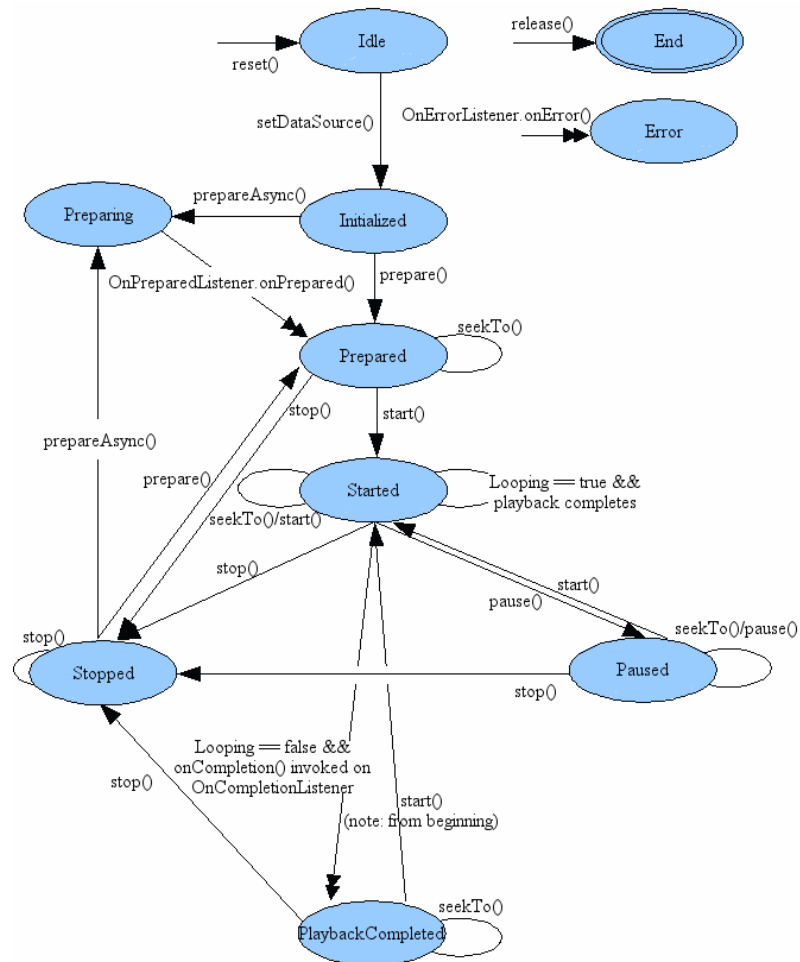 Idle
release()
End
reset()
OnErrorListener.onError()
Error
setDataSource()
prepareAsync()
Preparing
Initialized
OnPreparedListener.onPrepared()
prepare()
seekTo()
Prepared
stop()
start()
prepareAsync()
prepare()
Started
Looping == true &&
playback completes
seekTo()/start()
stop()
start()
pause()
stop()
seekTo()/pause()
Stopped
Paused
stop()
Looping == false &&
onCompletion() invoked on
OnCompletionListener
stop()
start()
(note: from beginning)
seekTo()
PlaybackCompleted